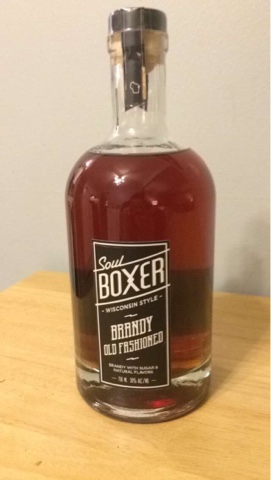 Soul
BOXER
- WISCONSIN STYLE -
BRANDY
OLD FASHIONED
BRANDY WITH SUGAR &
NATURAL FLAVORS